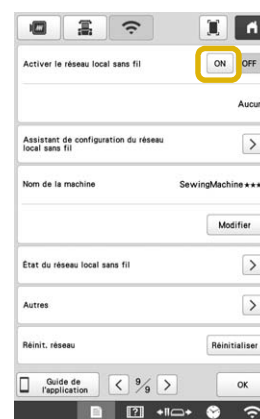 Activer le réseau local sans fil
ON OFF
Aucun
Assistant de configuration du réseau
local sans fil
Nom de la machine SewingMachine★★★
Modifier
État du réseau local sans fil
Autres
Réinit. réseau Réinitialiser
Guide de
l'application
9/9
OK